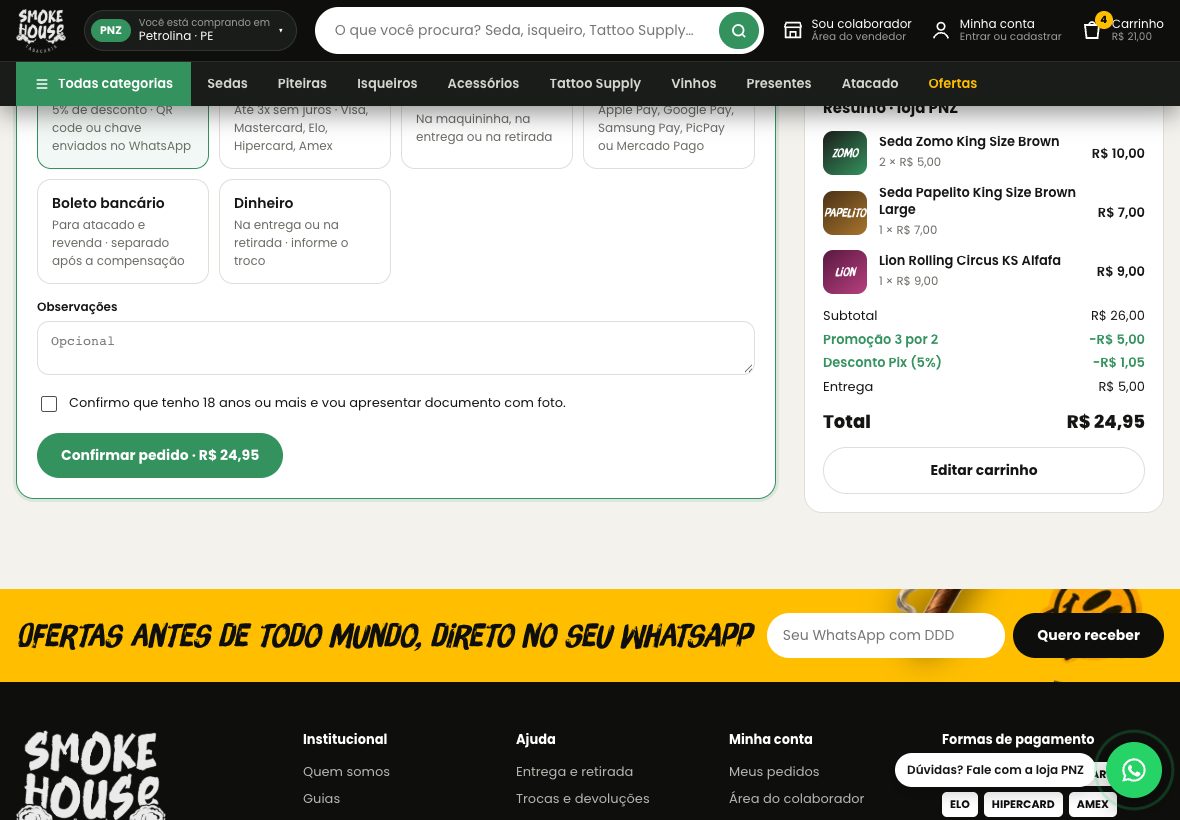 SMOKE
HOUSE
TABACARIA
PNZ
Você está comprando em
Petrolina · PE
O que você procura? Seda, isqueiro, Tattoo Supply…
Sou colaborador
Área do vendedor
Minha conta
Entrar ou cadastrar
4
Carrinho
R$ 21,00
Todas categorias
Sedas
Piteiras
Isqueiros
Acessórios
Tattoo Supply
Vinhos
Presentes
Atacado
Ofertas
5% de desconto · QR
code ou chave
enviados no WhatsApp
Até 3x sem juros · Visa,
Mastercard, Elo,
Hipercard, Amex
Na maquininha, na
entrega ou na retirada
Apple Pay, Google Pay,
Samsung Pay, PicPay
ou Mercado Pago
Boleto bancário
Para atacado e
revenda · separado
após a compensação
Dinheiro
Na entrega ou na
retirada · informe o
troco
Observações
Opcional
Confirmo que tenho 18 anos ou mais e vou apresentar documento com foto.
Confirmar pedido · R$ 24,95
Resumo · loja PNZ
ZOMO
Seda Zomo King Size Brown
2 × R$ 5,00
R$ 10,00
PAPELITO
Seda Papelito King Size Brown
Large
1 × R$ 7,00
R$ 7,00
LION
Lion Rolling Circus KS Alfafa
1 × R$ 9,00
R$ 9,00
Subtotal
R$ 26,00
Promoção 3 por 2
-R$ 5,00
Desconto Pix (5%)
-R$ 1,05
Entrega
R$ 5,00
Total
R$ 24,95
Editar carrinho
OFERTAS ANTES DE TODO MUNDO, DIRETO NO SEU WHATSAPP
Seu WhatsApp com DDD
Quero receber
SMOKE
HOUSE
Institucional
Quem somos
Guias
Ajuda
Entrega e retirada
Trocas e devoluções
Minha conta
Meus pedidos
Área do colaborador
Formas de pagamento
Dúvidas? Fale com a loja PNZ
ELO
HIPERCARD
AMEX